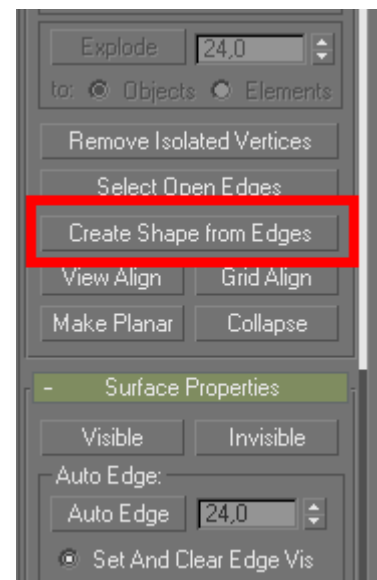 Explode 24,0
to: Objects Elements
Remove Isolated Vertices
Select Open Edges
Create Shape from Edges
View Align Grid Align
Make Planar Collapse
- Surface Properties
Visible Invisible
Auto Edge:
Auto Edge 24,0
Set And Clear Edge Vis